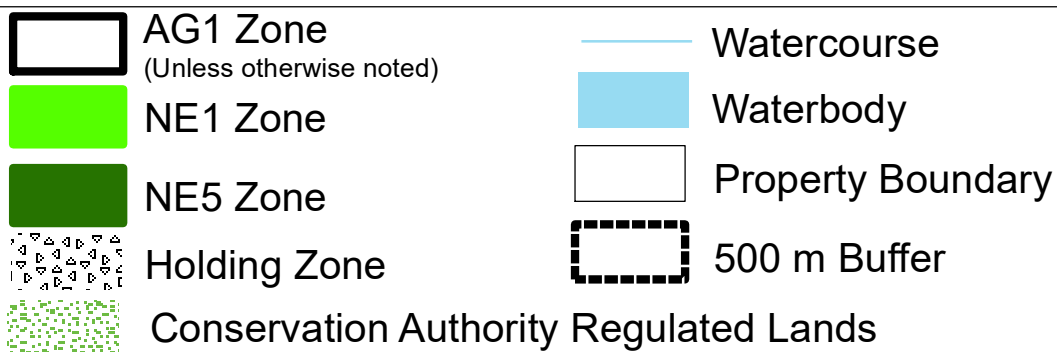 AG1 Zone
(Unless otherwise noted)
NE1 Zone
NE5 Zone
Holding Zone
Conservation Authority Regulated Lands
Watercourse
Waterbody
Property Boundary
500 m Buffer